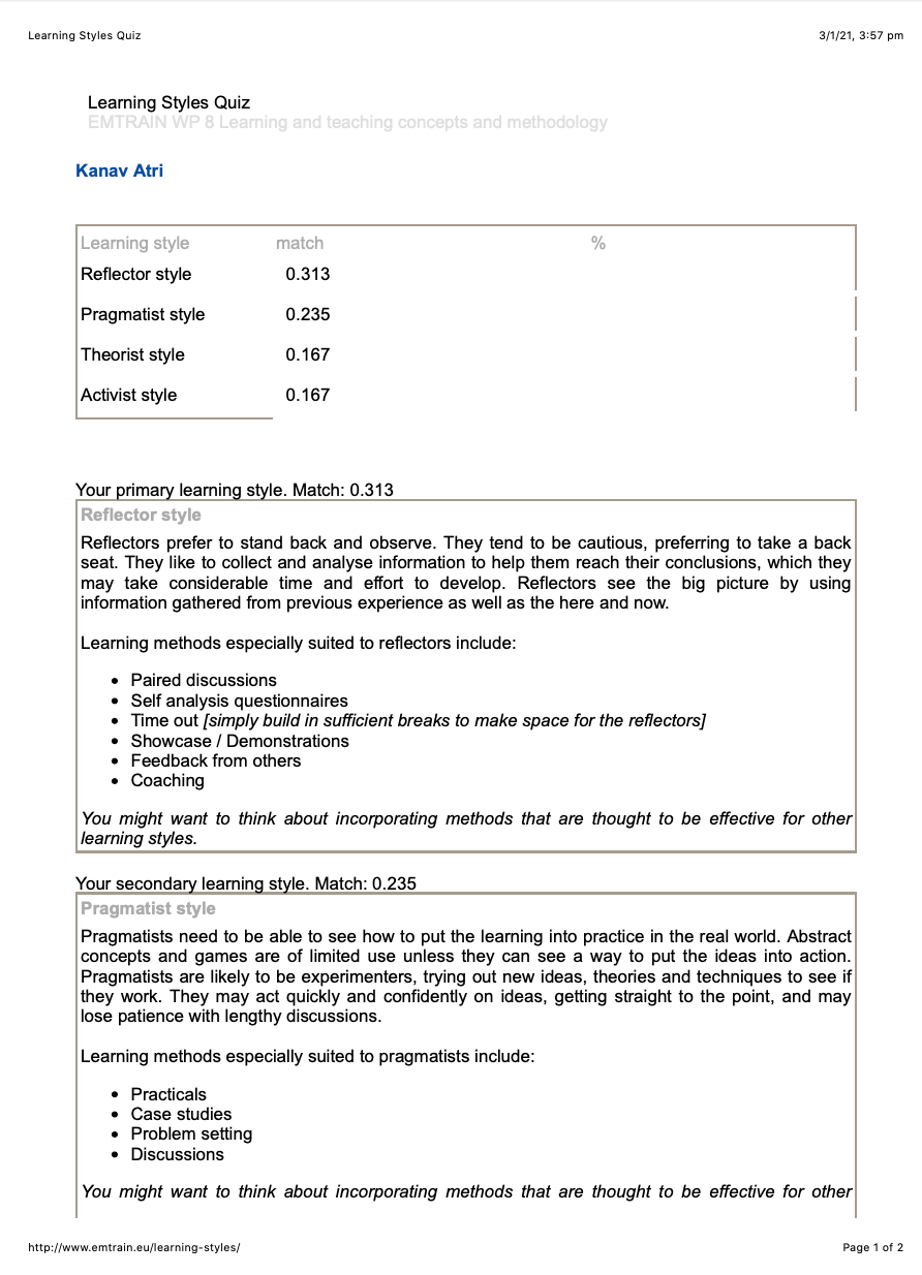 Learning Styles Quiz 3/1/21, 3:57 pm
Learning Styles Quiz
EMTRAIN WP 8 Learning and teaching concepts and methodology
Kanav Atri
Learning style match %
Reflector style 0.313
Pragmatist style 0.235
Theorist style 0.167
Activist style 0.167
Your primary learning style. Match: 0.313
Reflector style
Reflectors prefer to stand back and observe. They tend to be cautious, preferring to take a back
seat. They like to collect and analyse information to help them reach their conclusions, which they
may take considerable time and effort to develop. Reflectors see the big picture by using
information gathered from previous experience as well as the here and now.
Learning methods especially suited to reflectors include:
• Paired discussions
• Self analysis questionnaires
• Time out [simply build in sufficient breaks to make space for the reflectors]
• Showcase / Demonstrations
• Feedback from others
• Coaching
You might want to think about incorporating methods that are thought to be effective for other
learning styles.
Your secondary learning style. Match: 0.235
Pragmatist style
Pragmatists need to be able to see how to put the learning into practice in the real world. Abstract
concepts and games are of limited use unless they can see a way to put the ideas into action.
Pragmatists are likely to be experimenters, trying out new ideas, theories and techniques to see if
they work. They may act quickly and confidently on ideas, getting straight to the point, and may
lose patience with lengthy discussions.
Learning methods especially suited to pragmatists include:
• Practicals
• Case studies
• Problem setting
• Discussions
You might want to think about incorporating methods that are thought to be effective for other
http://www.emtrain.eu/learning-styles/ Page 1 of 2